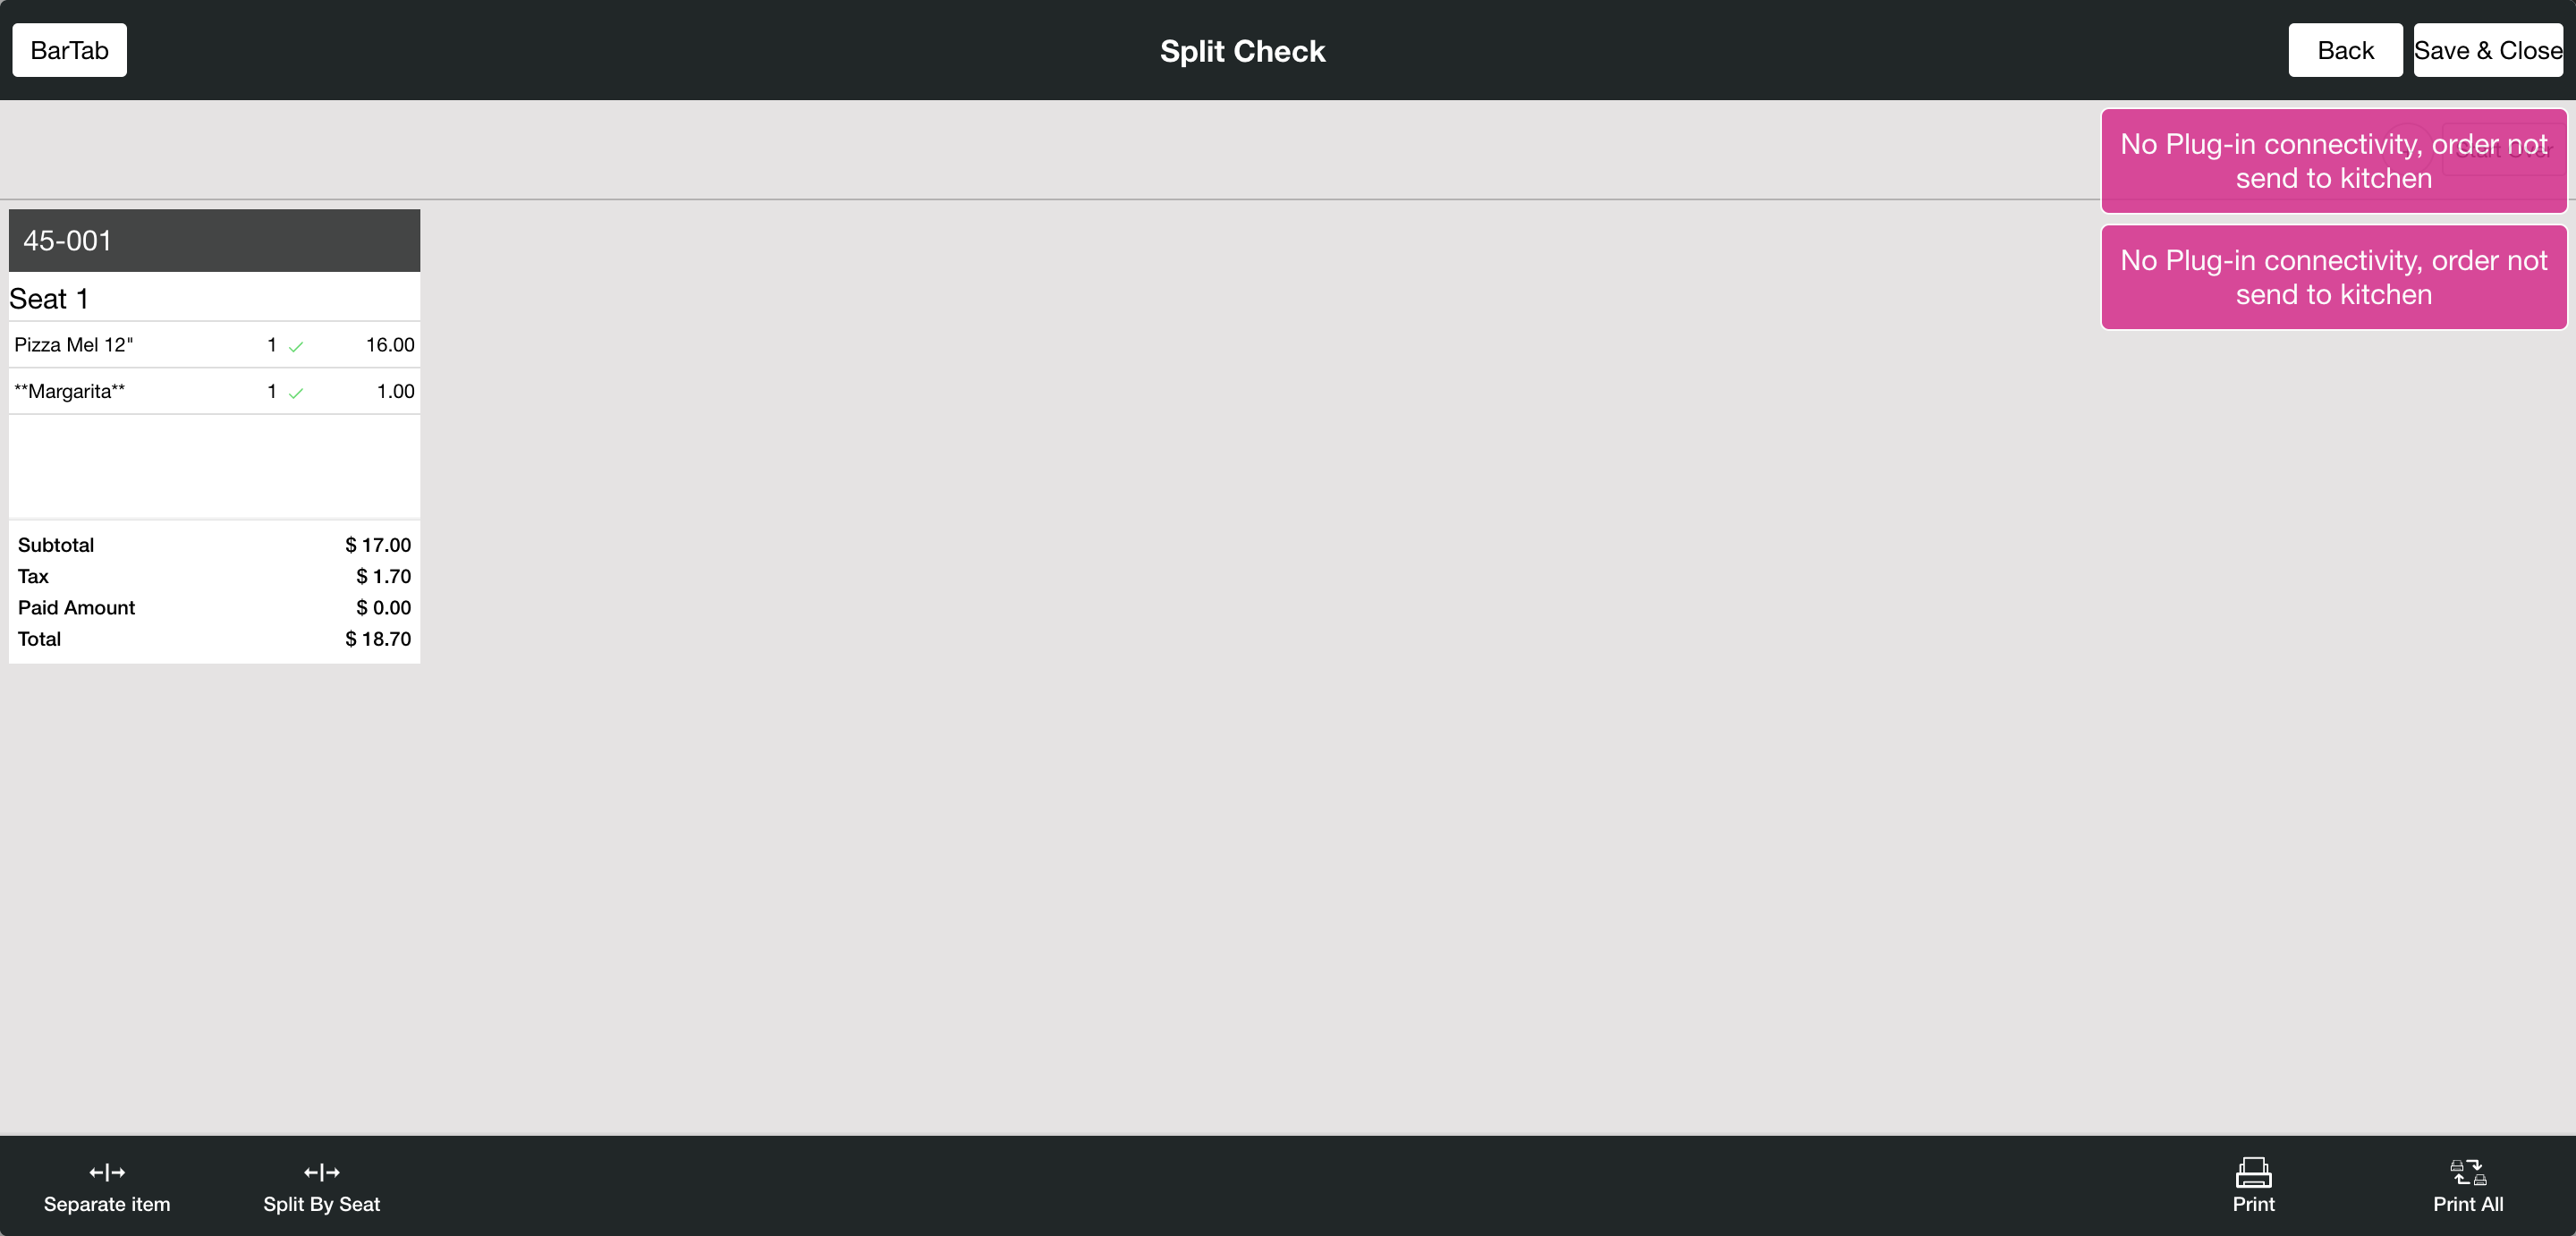 BarTab
Split Check
Back
Save & Close
No Plug-in connectivity, order not
send to kitchen
Start Over
No Plug-in connectivity, order not
send to kitchen
45-001
Seat 1
Pizza Mel 12" 1 16.00
**Margarita** 1 1.00
Subtotal $ 17.00
Tax $ 1.70
Paid Amount $ 0.00
Total $ 18.70
Separate item
Split By Seat
Print
Print All